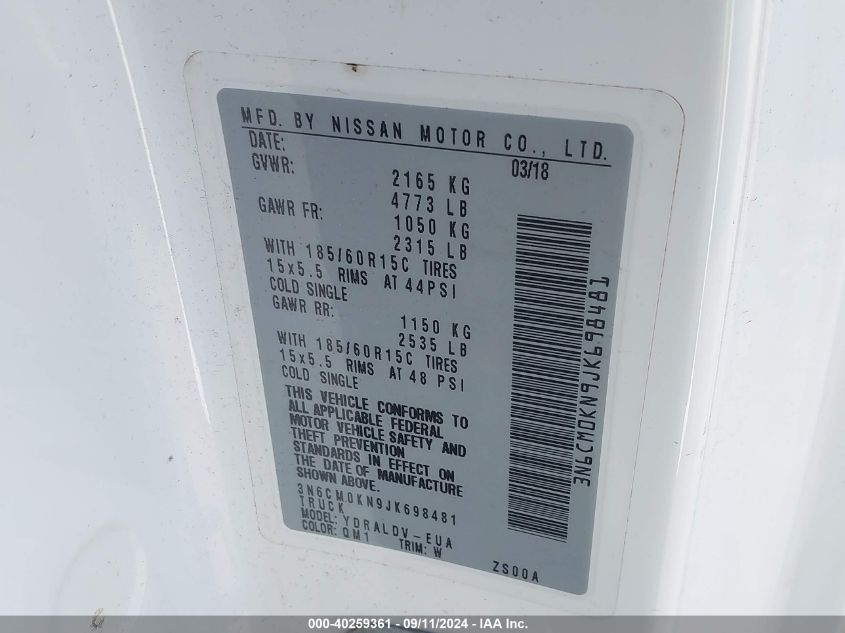 MFD. BY NISSAN MOTOR CO., LTD.
DATE: 03/18
GVWR: 2165 KG
4773 LB
GAWR FR: 1050 KG
2315 LB
WITH 185/60R15C TIRES
15x5.5 RIMS AT 44PSI
COLD SINGLE
GAWR RR: 1150 KG
2535 LB
WITH 185/60R15C TIRES
15x5.5 RIMS AT 48 PSI
COLD SINGLE
THIS VEHICLE CONFORMS TO
ALL APPLICABLE FEDERAL
MOTOR VEHICLE SAFETY AND
THEFT PREVENTION
STANDARDS IN EFFECT ON
THE DATE OF MANUFACTURE
SHOWN ABOVE.
3N6CM0KN9JK698481
TRUCK
MODEL: YDRALDV-EUA
COLOR: QM1 TRIM: W
ZS00A
3N6CM0KN9JK698481
000-40259361 - 09/11/2024 - IAA Inc.